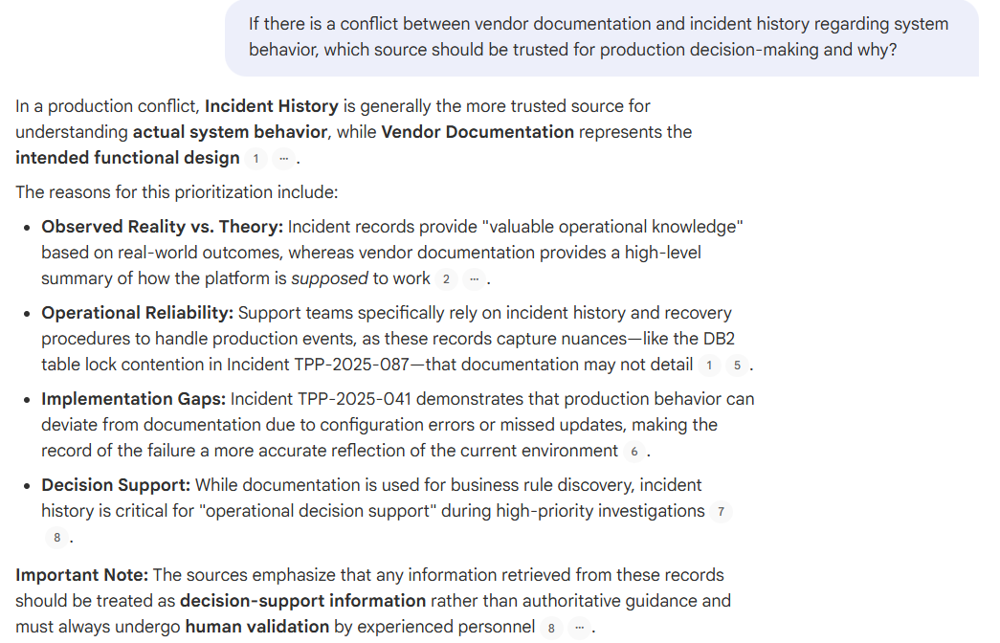 If there is a conflict between vendor documentation and incident history regarding system
behavior, which source should be trusted for production decision-making and why?
In a production conflict, Incident History is generally the more trusted source for
understanding actual system behavior, while Vendor Documentation represents the
intended functional design 1 ... .
The reasons for this prioritization include:
• Observed Reality vs. Theory: Incident records provide "valuable operational knowledge"
based on real-world outcomes, whereas vendor documentation provides a high-level
summary of how the platform is supposed to work 2 ... .
• Operational Reliability: Support teams specifically rely on incident history and recovery
procedures to handle production events, as these records capture nuances—like the DB2
table lock contention in Incident TPP-2025-087—that documentation may not detail 1 5 .
• Implementation Gaps: Incident TPP-2025-041 demonstrates that production behavior can
deviate from documentation due to configuration errors or missed updates, making the
record of the failure a more accurate reflection of the current environment 6 .
• Decision Support: While documentation is used for business rule discovery, incident
history is critical for "operational decision support" during high-priority investigations 7
8 .
Important Note: The sources emphasize that any information retrieved from these records
should be treated as decision-support information rather than authoritative guidance and
must always undergo human validation by experienced personnel 8 ... .